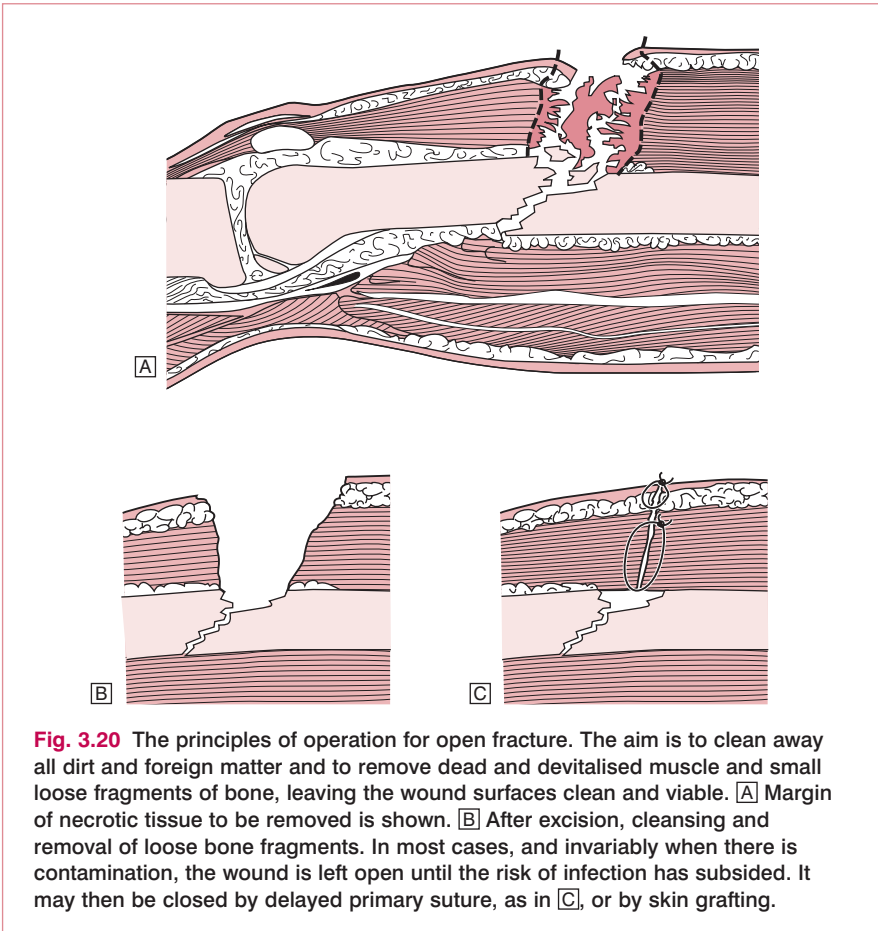 A
B
C
Fig. 3.20 The principles of operation for open fracture. The aim is to clean away
all dirt and foreign matter and to remove dead and devitalised muscle and small
loose fragments of bone, leaving the wound surfaces clean and viable. A Margin
of necrotic tissue to be removed is shown. B After excision, cleansing and
removal of loose bone fragments. In most cases, and invariably when there is
contamination, the wound is left open until the risk of infection has subsided. It
may then be closed by delayed primary suture, as in C, or by skin grafting.